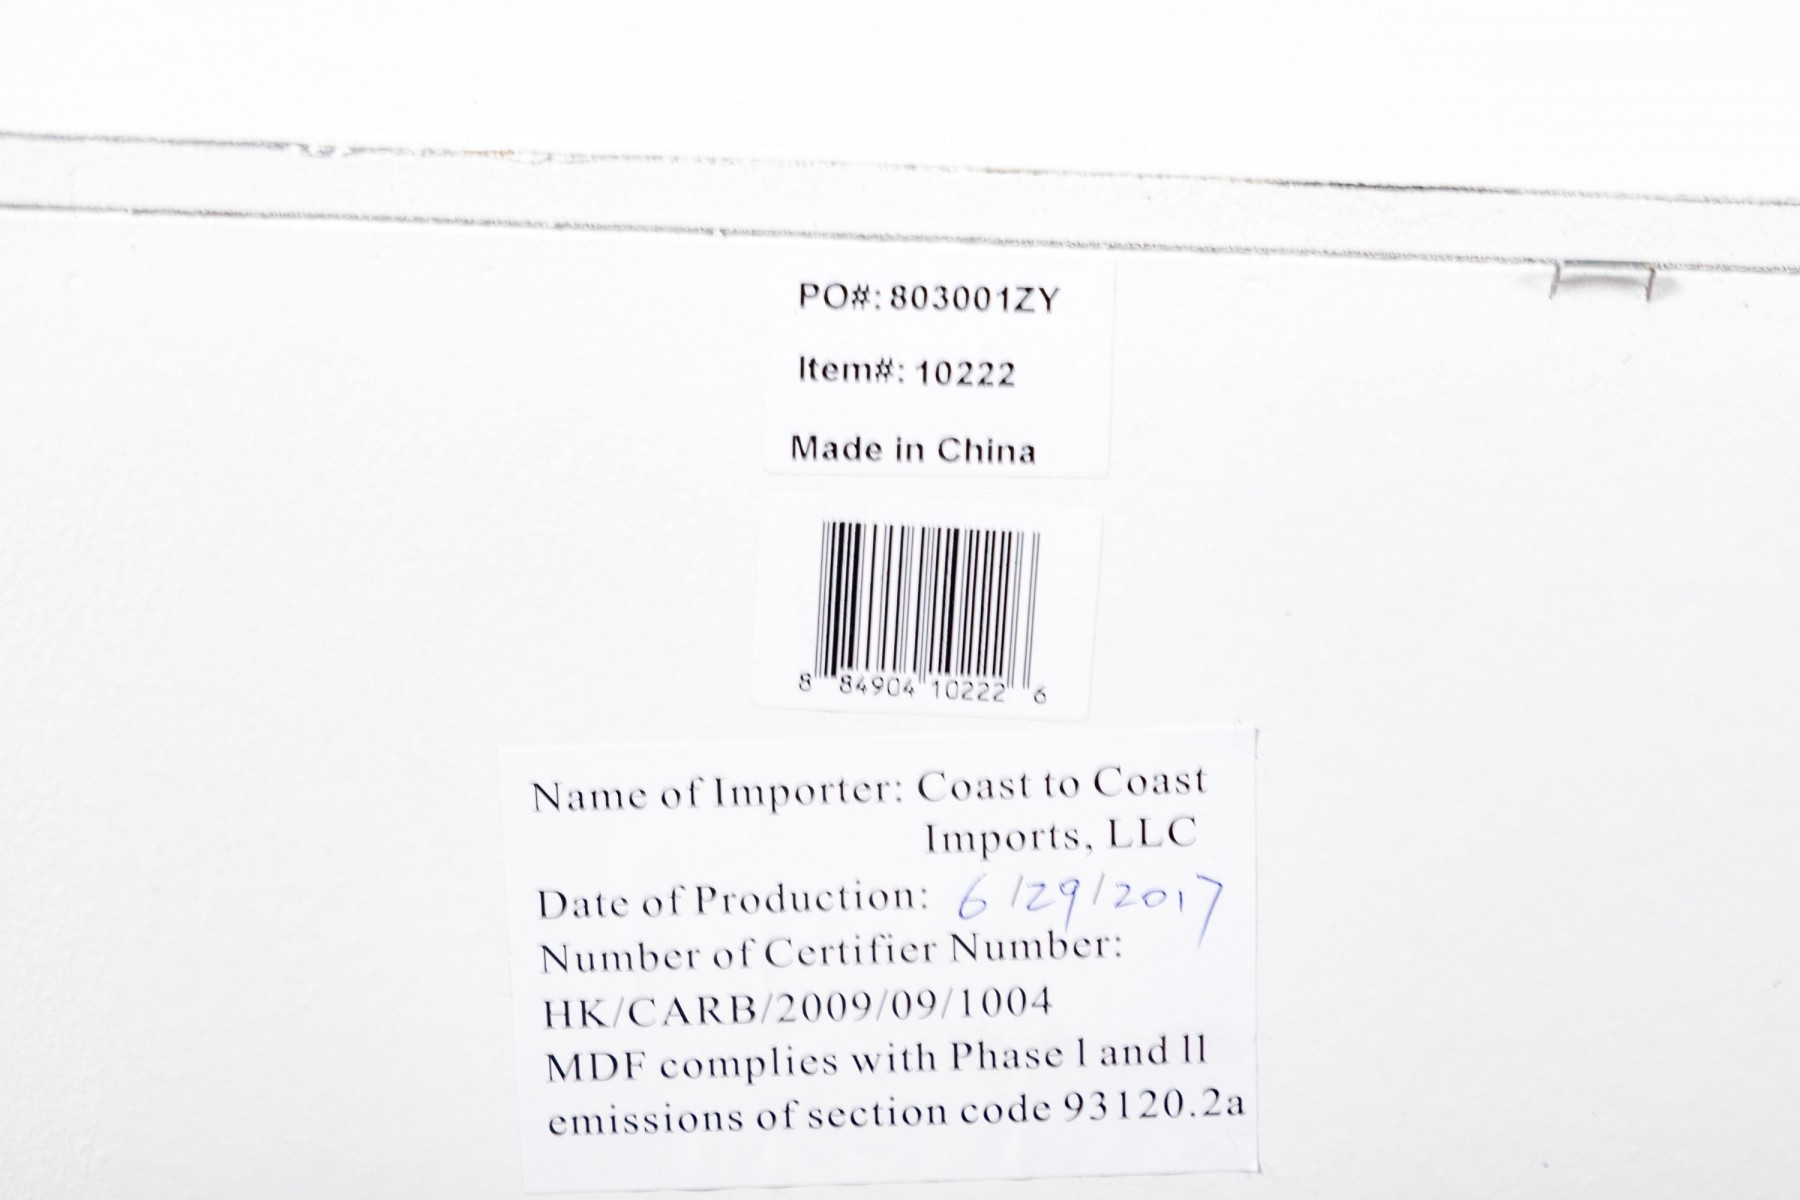 PO#: 803001ZY
Item#: 10222
Made in China
8 84904 10222 6
Name of Importer: Coast to Coast
Imports, LLC
Date of Production: 6/29/2017
Number of Certifier Number:
HK/CARB/2009/09/1004
MDF complies with Phase l and ll
emissions of section code 93120.2a